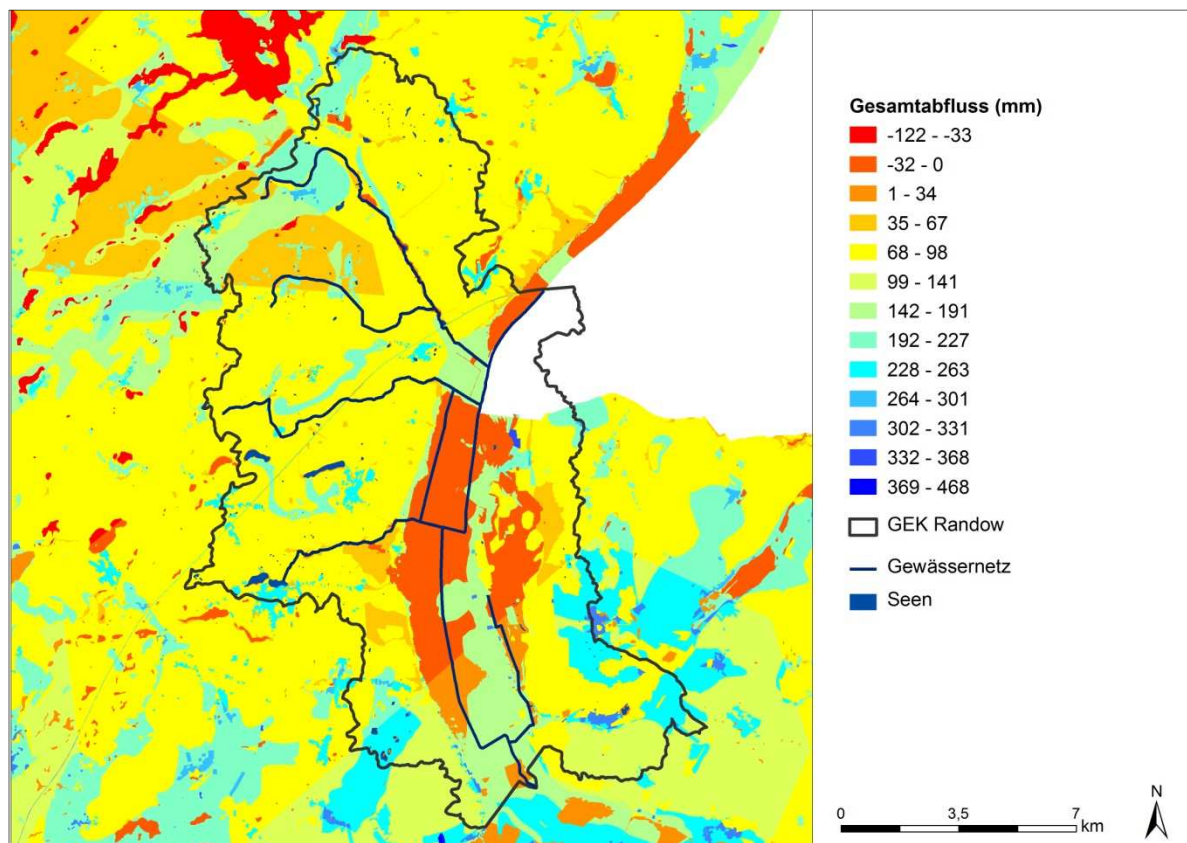 Gesamtabfluss (mm)
-122 - -33
-32 - 0
1 - 34
35 - 67
68 - 98
99 - 141
142 - 191
192 - 227
228 - 263
264 - 301
302 - 331
332 - 368
369 - 468
GEK Randow
Gewässernetz
Seen
0 3,5 7
km
N